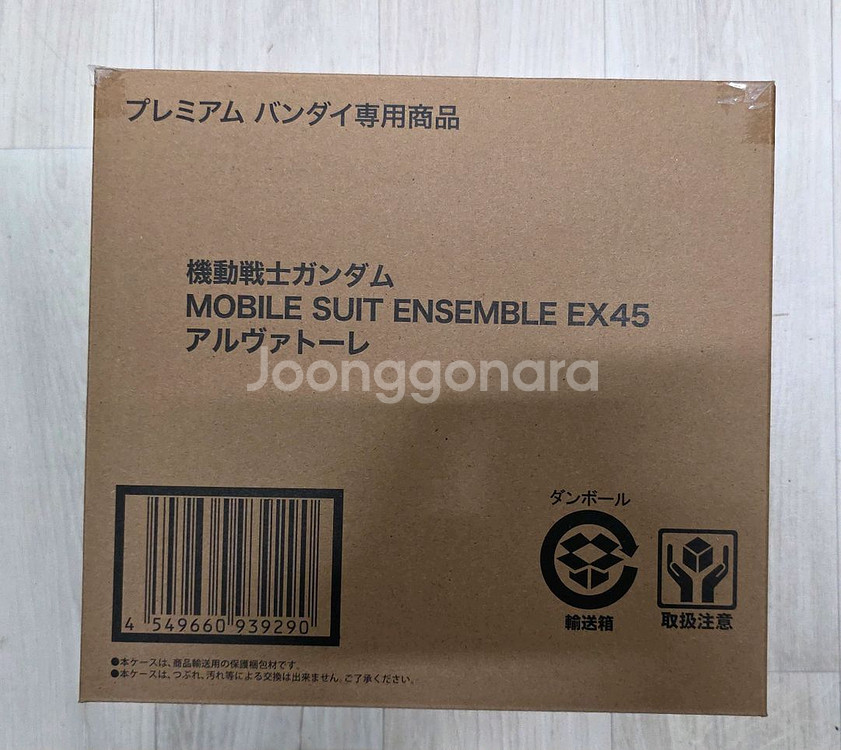 プレミアム バンダイ専用商品
機動戦士ガンダム
MOBILE SUIT ENSEMBLE EX45
アルヴァトーレ
Joonggonara
ダンボール
輸送箱
取扱注意
4 549660 939290
●本ケースは、商品輸送用の保護梱包材です。
●本ケースは、つぶれ、汚れ等による交換は出来ません。ご了承ください。